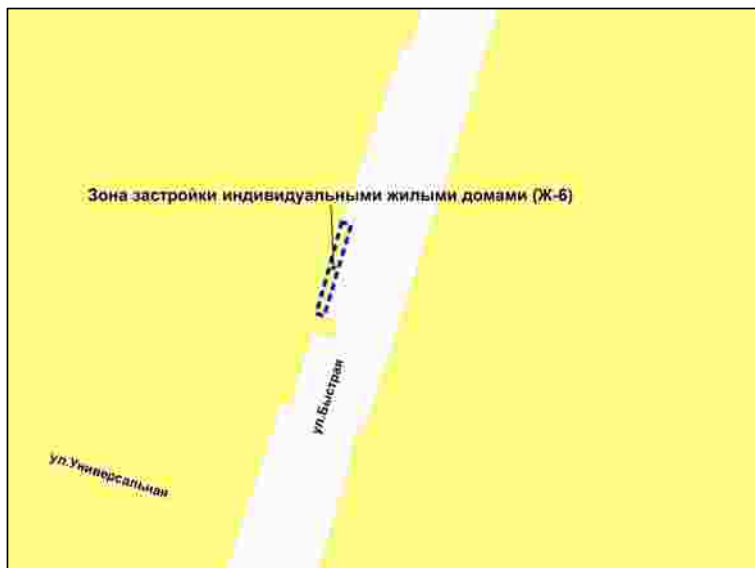 Зона застройки индивидуальными жилыми домами (Ж-6)
ул.Быстрая
ул.Универсальная